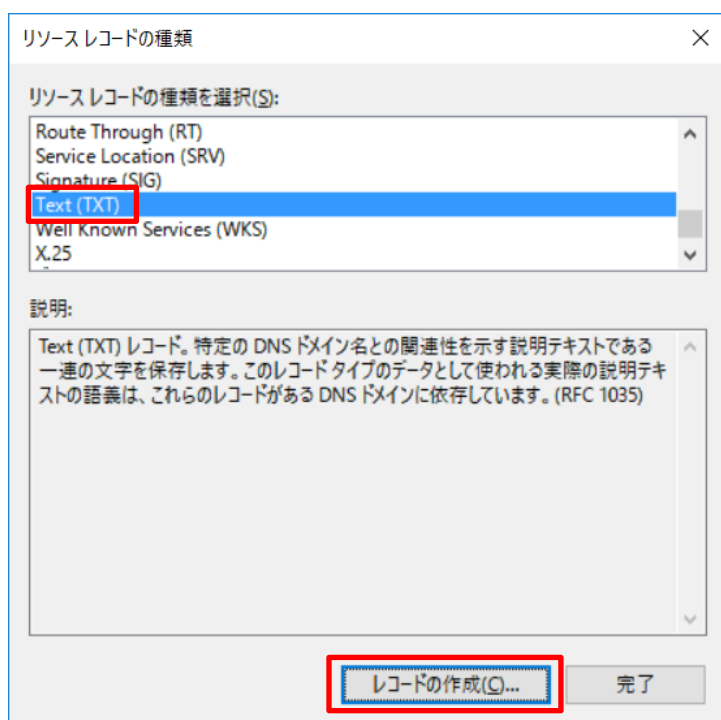 リソース レコードの種類
リソース レコードの種類を選択(S):
Route Through (RT)
Service Location (SRV)
Signature (SIG)
Text (TXT)
Well Known Services (WKS)
X.25
説明:
Text (TXT) レコード。特定の DNS ドメイン名との関連性を示す説明テキストである
一連の文字を保存します。このレコード タイプのデータとして使われる実際の説明テキ
ストの語義は、これらのレコードがある DNS ドメインに依存しています。(RFC 1035)
レコードの作成(C)...
完了